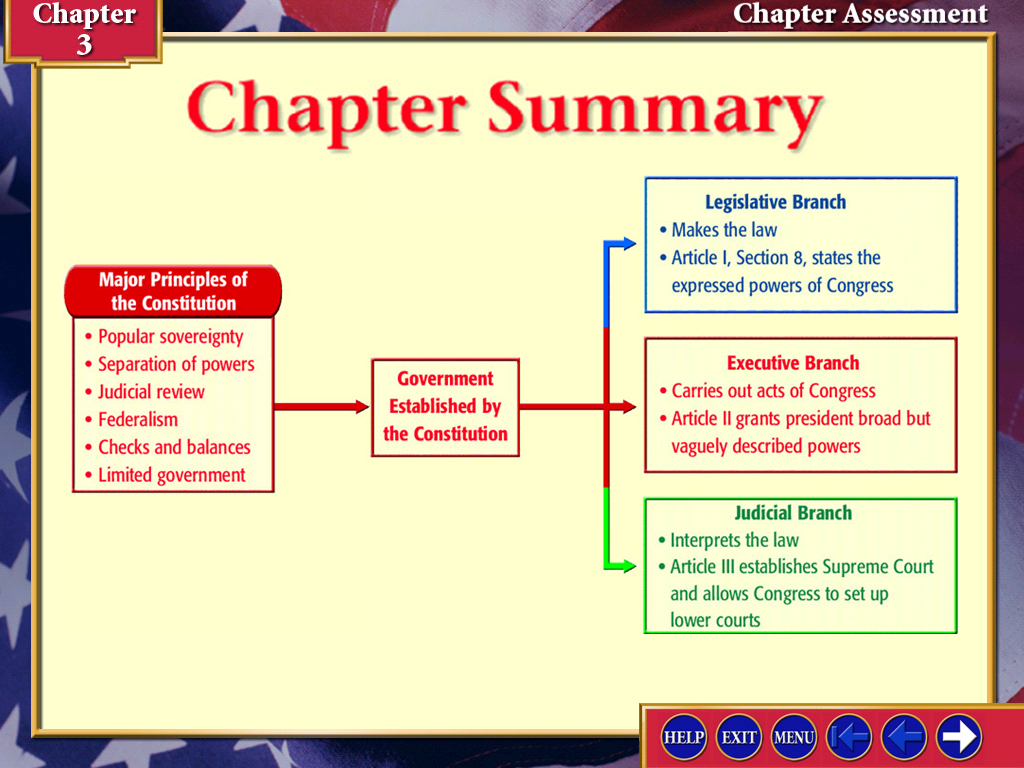 Chapter
3
Chapter Assessment
Chapter Summary
Major Principles of
the Constitution
• Popular sovereignty
• Separation of powers
• Judicial review
• Federalism
• Checks and balances
• Limited government
Government
Established by
the Constitution
Legislative Branch
• Makes the law
• Article I, Section 8, states the
expressed powers of Congress
Executive Branch
• Carries out acts of Congress
• Article II grants president broad but
vaguely described powers
Judicial Branch
• Interprets the law
• Article III establishes Supreme Court
and allows Congress to set up
lower courts
HELP EXIT MENU